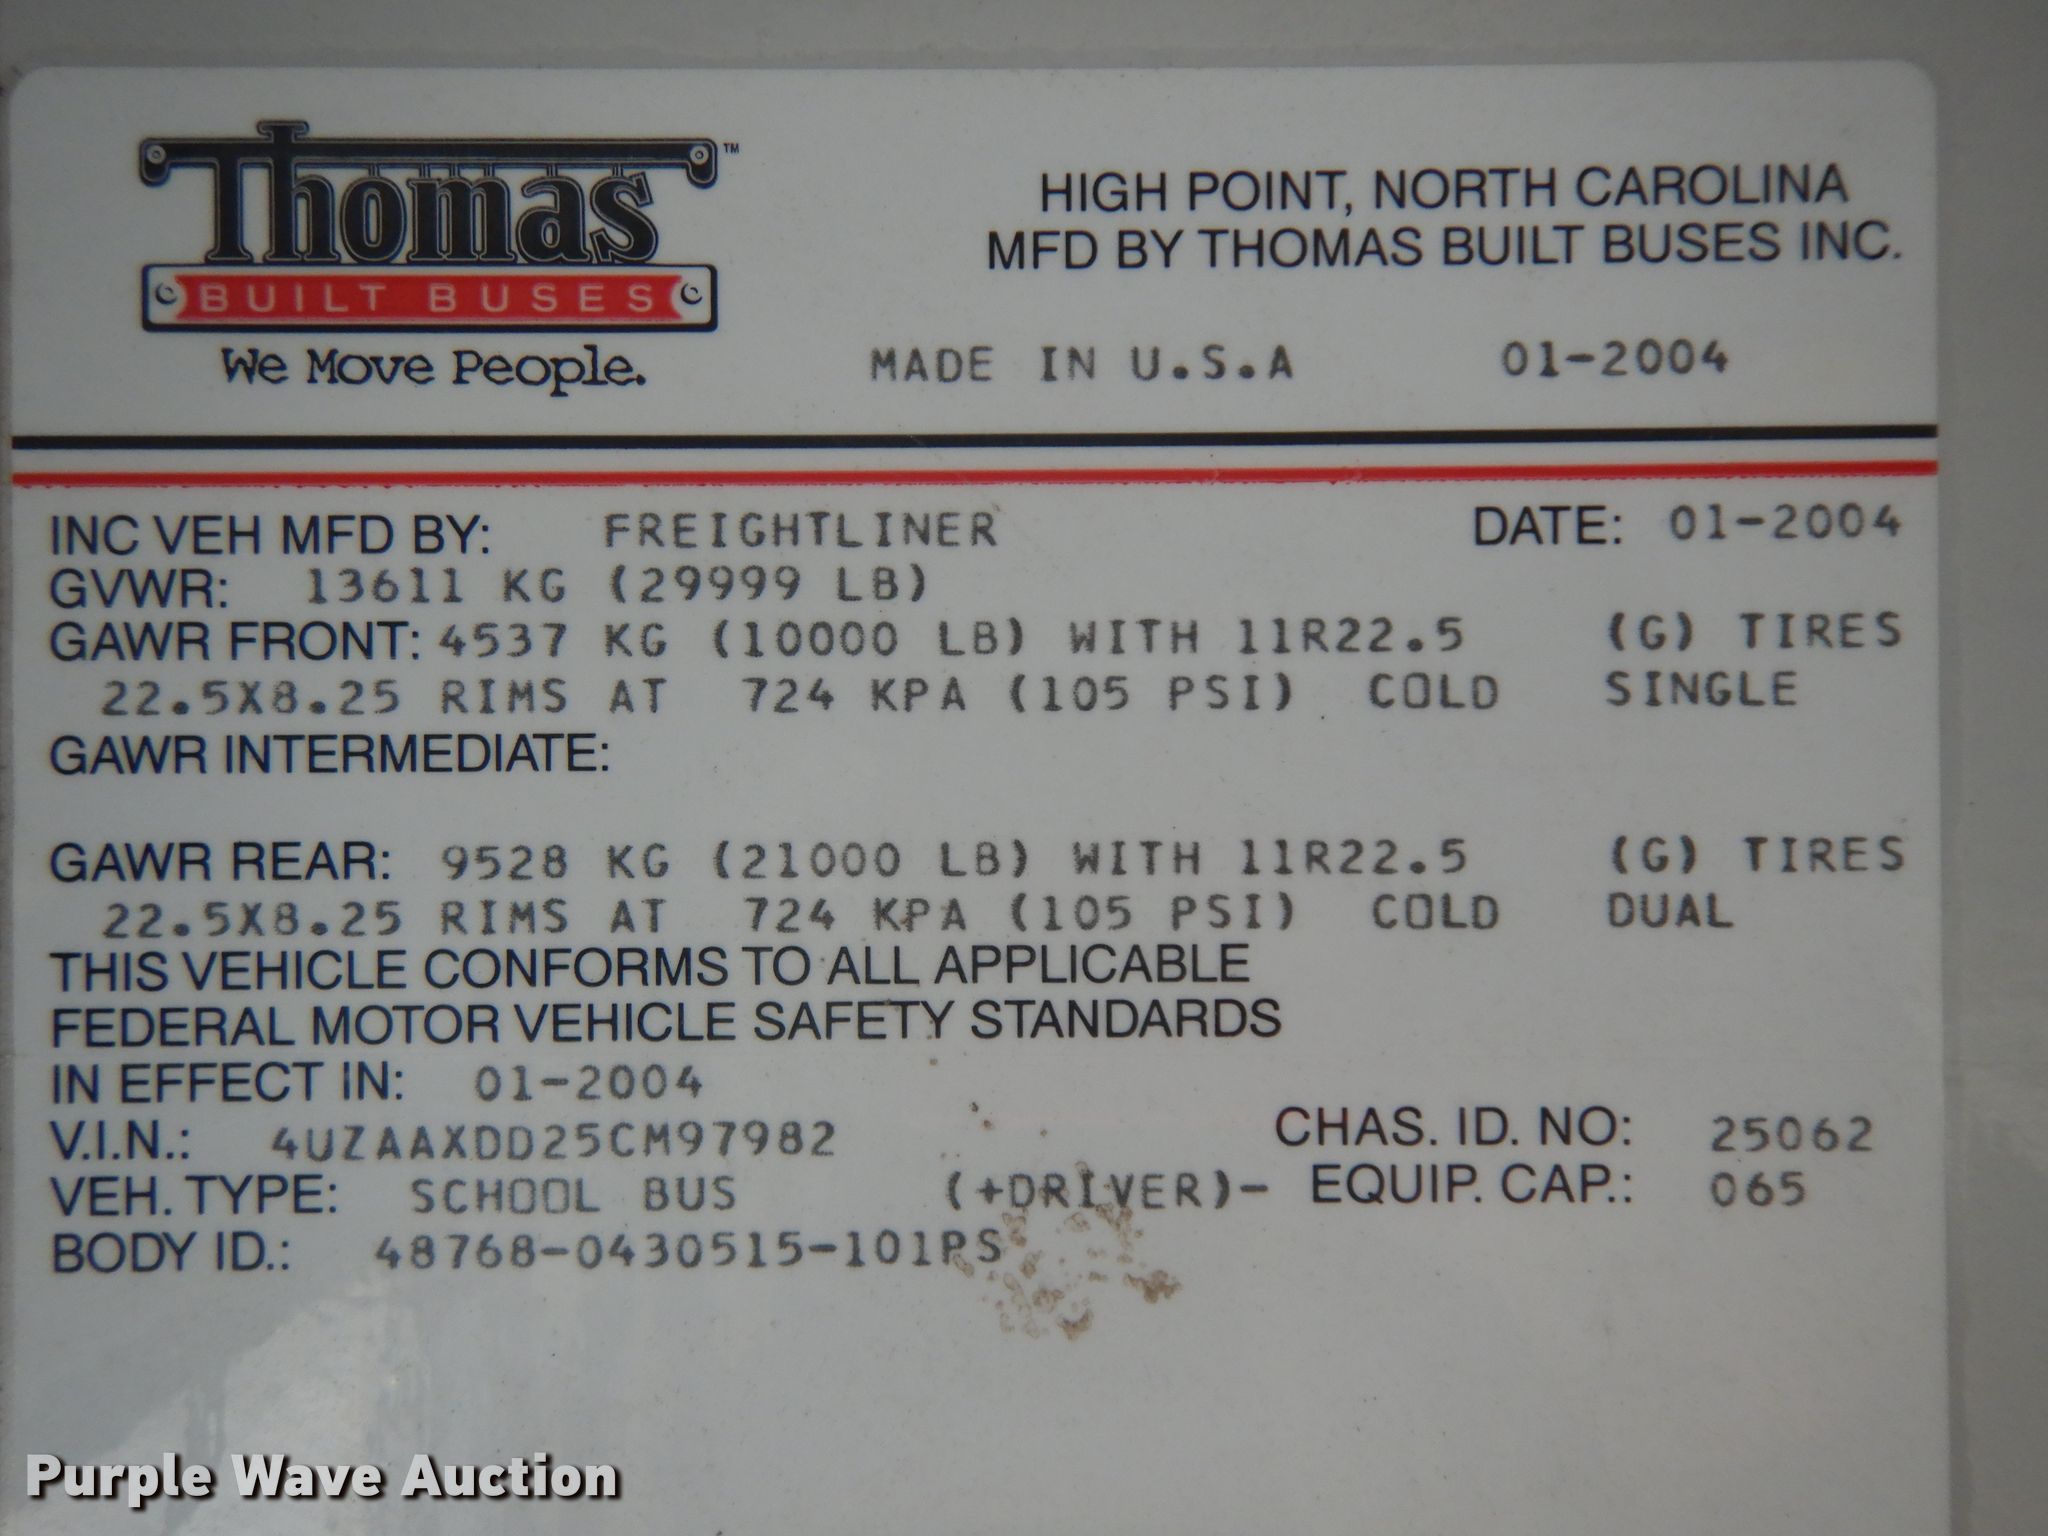 Thomas™
BUILT BUSES
We Move People.
HIGH POINT, NORTH CAROLINA
MFD BY THOMAS BUILT BUSES INC.
MADE IN U.S.A 01-2004
INC VEH MFD BY: FREIGHTLINER DATE: 01-2004
GVWR: 13611 KG (29999 LB)
GAWR FRONT: 4537 KG (10000 LB) WITH 11R22.5 (G) TIRES
22.5X8.25 RIMS AT 724 KPA (105 PSI) COLD SINGLE
GAWR INTERMEDIATE:
GAWR REAR: 9528 KG (21000 LB) WITH 11R22.5 (G) TIRES
22.5X8.25 RIMS AT 724 KPA (105 PSI) COLD DUAL
THIS VEHICLE CONFORMS TO ALL APPLICABLE
FEDERAL MOTOR VEHICLE SAFETY STANDARDS
IN EFFECT IN: 01-2004
V.I.N.: 4UZAAXDD25CM97982 CHAS. ID. NO: 25062
VEH. TYPE: SCHOOL BUS (+DRIVER)- EQUIP. CAP.: 065
BODY ID.: 48768-0430515-101PS
Purple Wave Auction